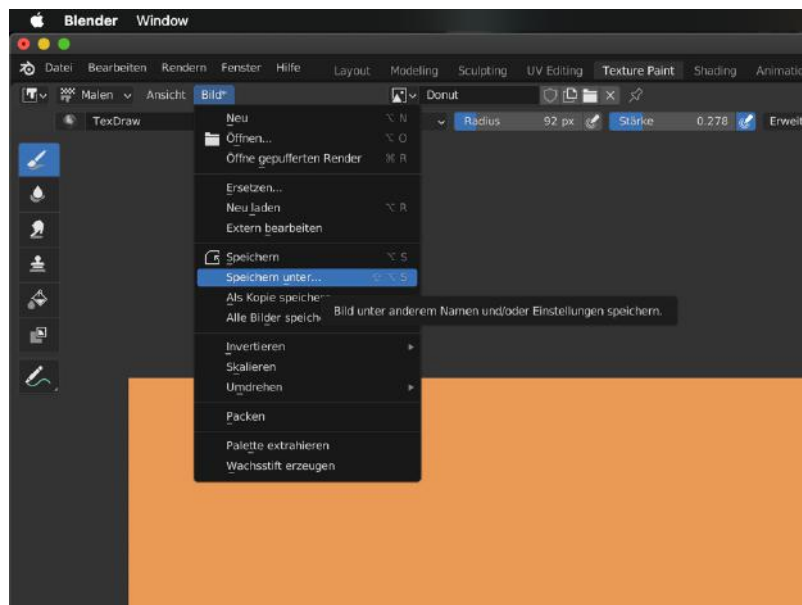 Blender Window
Datei Bearbeiten Rendern Fenster Hilfe Layout Modeling Sculpting UV Editing Texture Paint Shading Animatio
Malen Ansicht Bild* Donut
TexDraw Radius 92 px Stärke 0.278 Erweit
Neu ⌥ N
Öffnen... ⌥ O
Öffne gepufferten Render ⌘ R
Ersetzen...
Neu laden ⌥ R
Extern bearbeiten
Speichern ⌥ S
Speichern unter... ⇧ ⌥ S
Als Kopie speichern
Alle Bilder speich
Bild unter anderem Namen und/oder Einstellungen speichern.
Invertieren
Skalieren
Umdrehen
Packen
Palette extrahieren
Wachsstift erzeugen